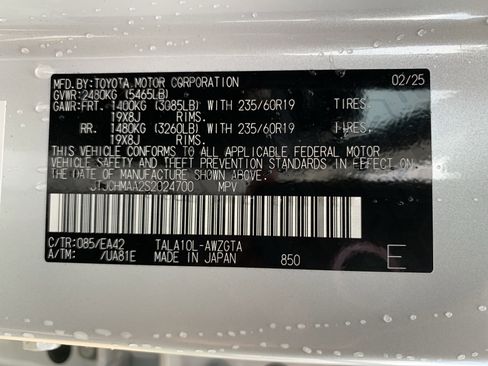 MFD.BY:TOYOTA MOTOR CORPORATION 02/25
GVWR:2480KG (5465LB)
GAWR:FRT. 1400KG (3085LB) WITH 235/60R19 TIRES.
19X8J RIMS.
RR. 1480KG (3260LB) WITH 235/60R19 TIRES.
19X8J RIMS.
THIS VEHICLE CONFORMS TO ALL APPLICABLE FEDERAL MOTOR
VEHICLE SAFETY AND THEFT PREVENTION STANDARDS IN EFFECT ON
THE DATE OF MANUFACTURE SHOWN ABOVE.
JTJCHMAA2S2024700 MPV
C/TR:085/EA42 TALA10L-AWZGTA
A/TM: /UA81E MADE IN JAPAN 850 E